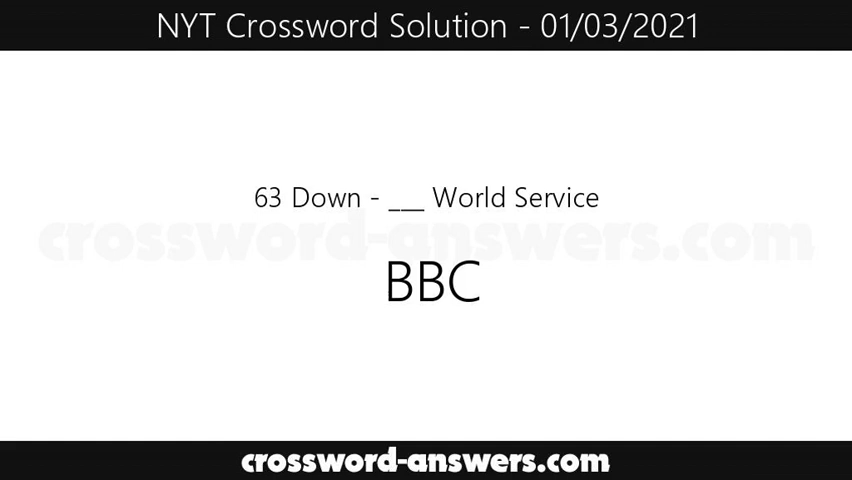 NYT Crossword Solution - 01/03/2021
63 Down - ___ World Service
crossword-answers.com
BBC
crossword-answers.com